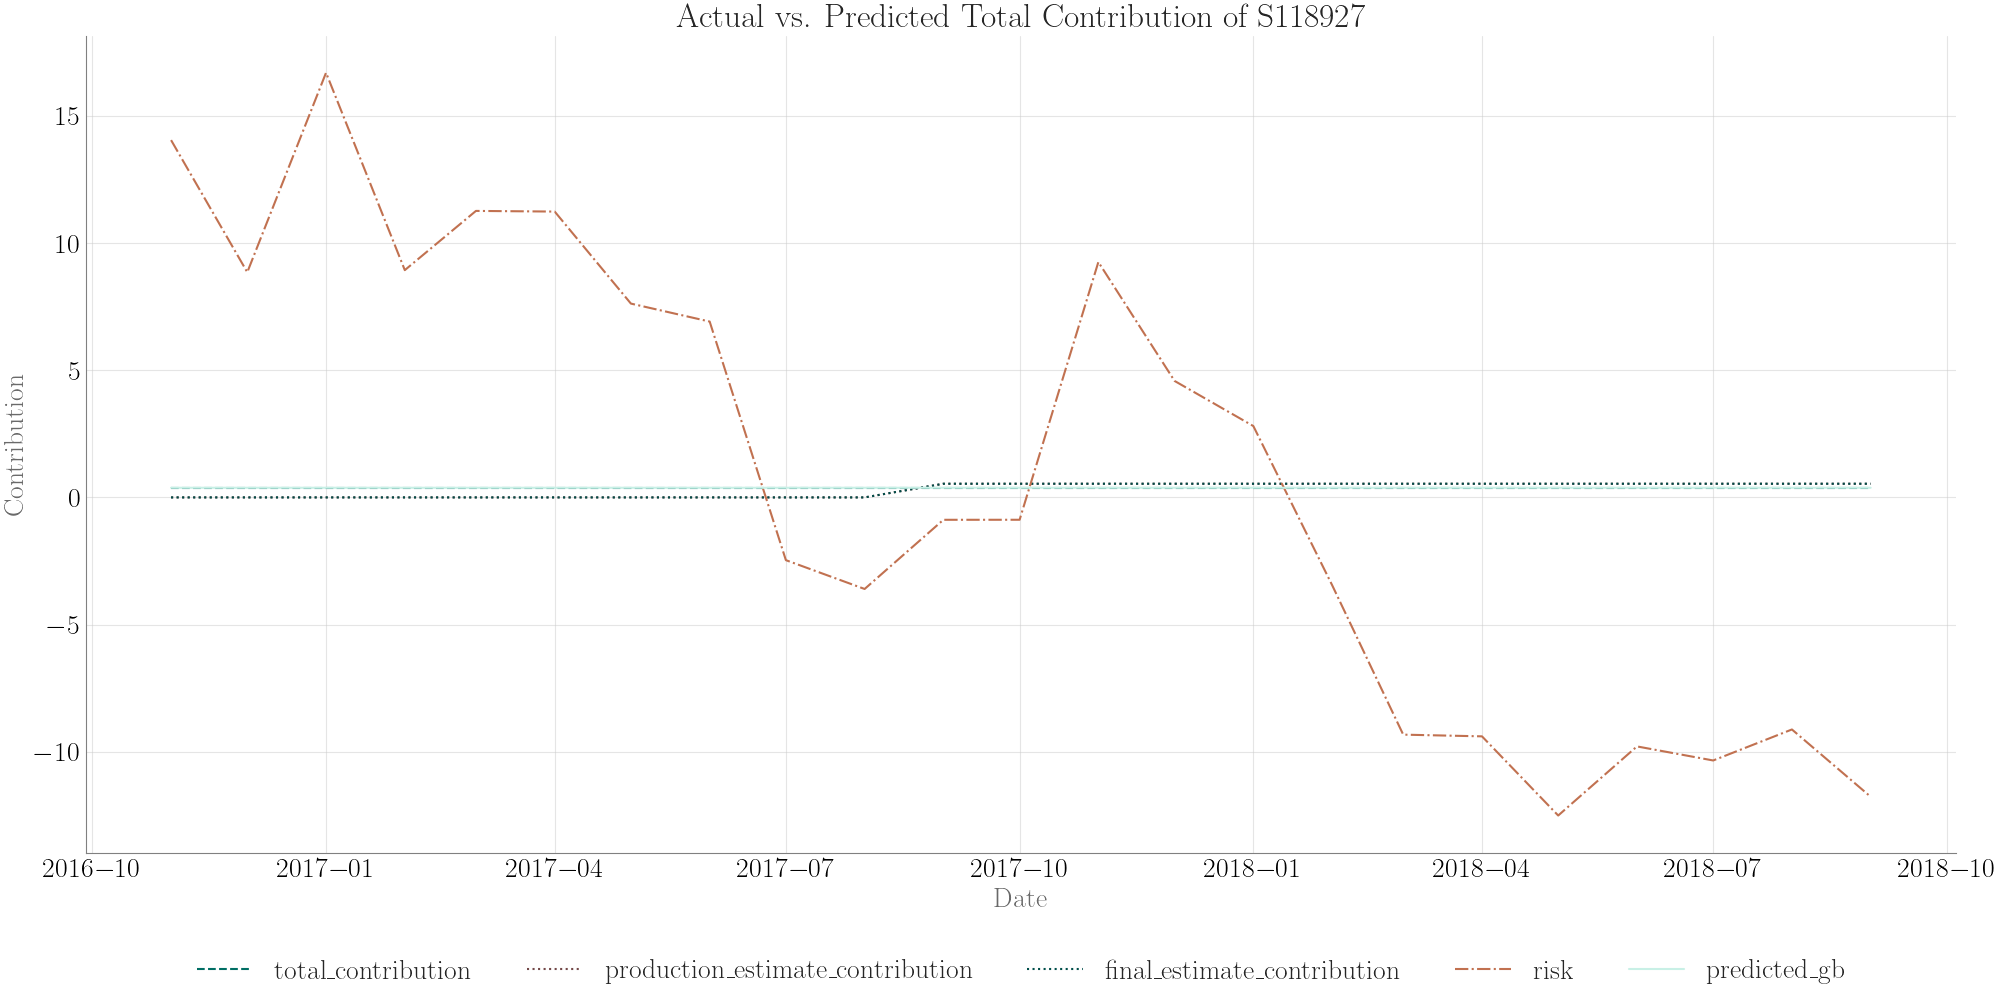 Actual vs. Predicted Total Contribution of S118927
Contribution
15
10
5
0
−5
−10
2016−10 2017−01 2017−04 2017−07 2017−10 2018−01 2018−04 2018−07 2018−10
Date
total_contribution production_estimate_contribution final_estimate_contribution risk predicted_gb